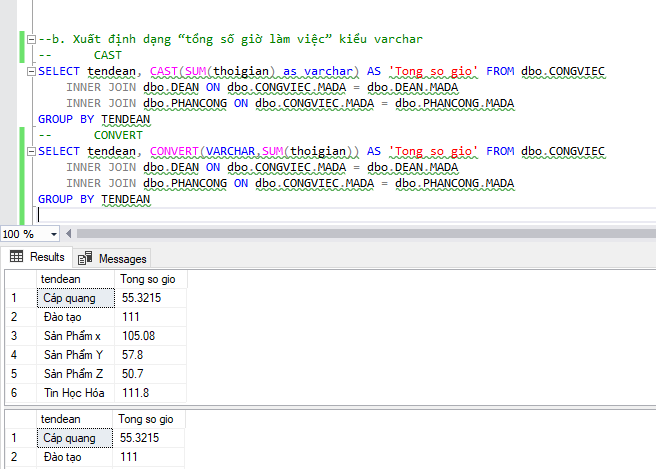 --b. Xuất định dạng “tổng số giờ làm việc” kiểu varchar
-- CAST
SELECT tendean, CAST(SUM(thoigian) as varchar) AS 'Tong so gio' FROM dbo.CONGVIEC
INNER JOIN dbo.DEAN ON dbo.CONGVIEC.MADA = dbo.DEAN.MADA
INNER JOIN dbo.PHANCONG ON dbo.CONGVIEC.MADA = dbo.PHANCONG.MADA
GROUP BY TENDEAN
-- CONVERT
SELECT tendean, CONVERT(VARCHAR,SUM(thoigian)) AS 'Tong so gio' FROM dbo.CONGVIEC
INNER JOIN dbo.DEAN ON dbo.CONGVIEC.MADA = dbo.DEAN.MADA
INNER JOIN dbo.PHANCONG ON dbo.CONGVIEC.MADA = dbo.PHANCONG.MADA
GROUP BY TENDEAN
100 %
Results Messages
tendean Tong so gio
1 Cáp quang 55.3215
2 Đào tạo 111
3 Sản Phẩm x 105.08
4 Sản Phẩm Y 57.8
5 Sản Phẩm Z 50.7
6 Tin Học Hóa 111.8
tendean Tong so gio
1 Cáp quang 55.3215
2 Đào tạo 111